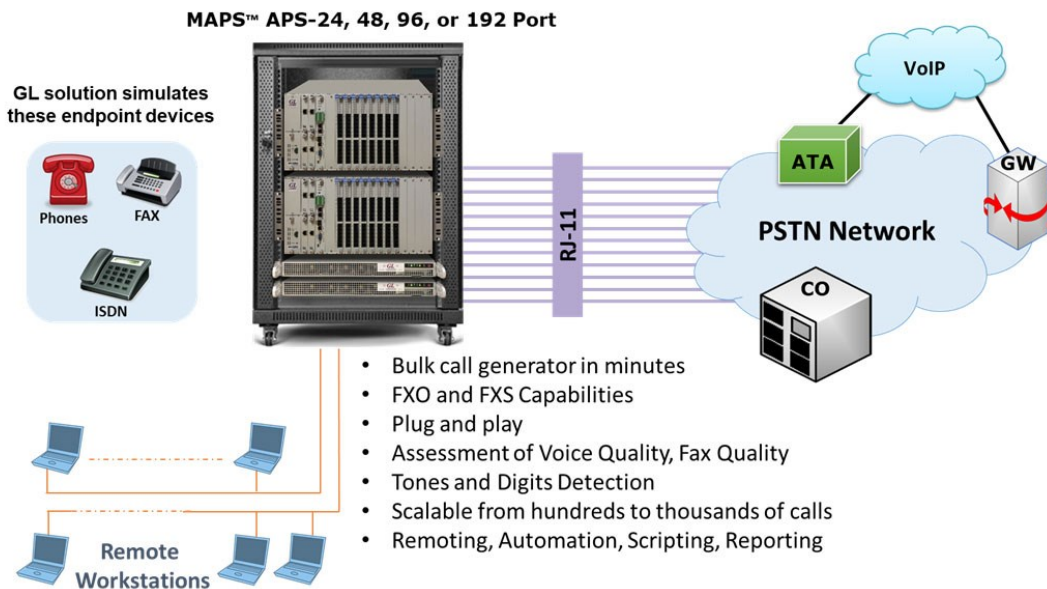 MAPS™ APS-24, 48, 96, or 192 Port
GL solution simulates
these endpoint devices
Phones
FAX
ISDN
RJ-11
VoIP
ATA
GW
PSTN Network
CO
• Bulk call generator in minutes
• FXO and FXS Capabilities
• Plug and play
• Assessment of Voice Quality, Fax Quality
• Tones and Digits Detection
• Scalable from hundreds to thousands of calls
• Remoting, Automation, Scripting, Reporting
Remote
Workstations